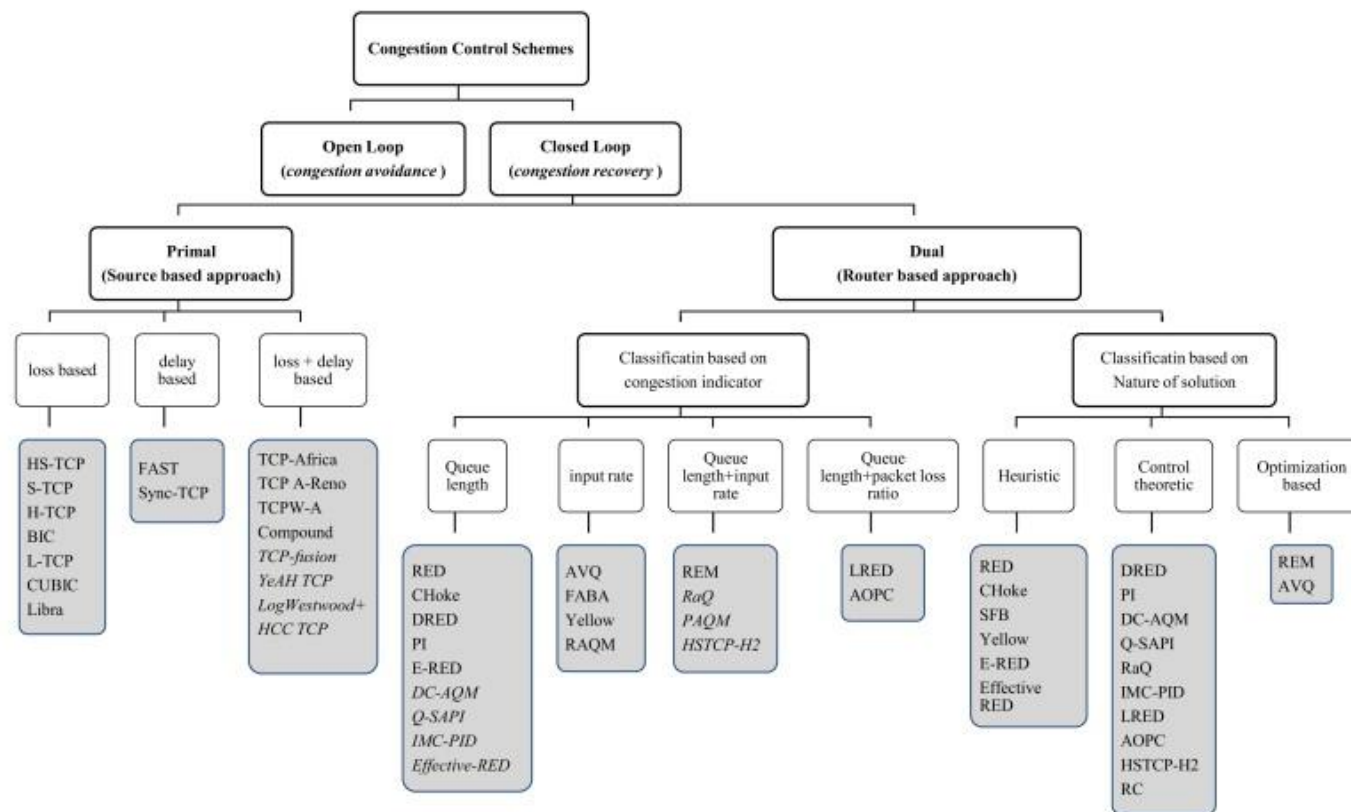 Congestion Control Schemes
Open Loop
(congestion avoidance )
Closed Loop
(congestion recovery )
Primal
(Source based approach)
Dual
(Router based approach)
loss based
delay
based
loss + delay
based
Classificatin based on
congestion indicator
Classificatin based on
Nature of solution
HS-TCP
S-TCP
H-TCP
BIC
L-TCP
CUBIC
Libra
FAST
Sync-TCP
TCP-Africa
TCP A-Reno
TCPW-A
Compound
TCP-fusion
YeAH TCP
LogWestwood+
HCC TCP
Queue
length
input rate
Queue
length+input
rate
Queue
length+packet loss
ratio
Heuristic
Control
theoretic
Optimization
based
RED
CHoke
DRED
PI
E-RED
DC-AQM
Q-SAPI
IMC-PID
Effective-RED
AVQ
FABA
Yellow
RAQM
REM
RaQ
PAQM
HSTCP-H2
LRED
AOPC
RED
CHoke
SFB
Yellow
E-RED
Effective
RED
DRED
PI
DC-AQM
Q-SAPI
RaQ
IMC-PID
LRED
AOPC
HSTCP-H2
RC
REM
AVQ